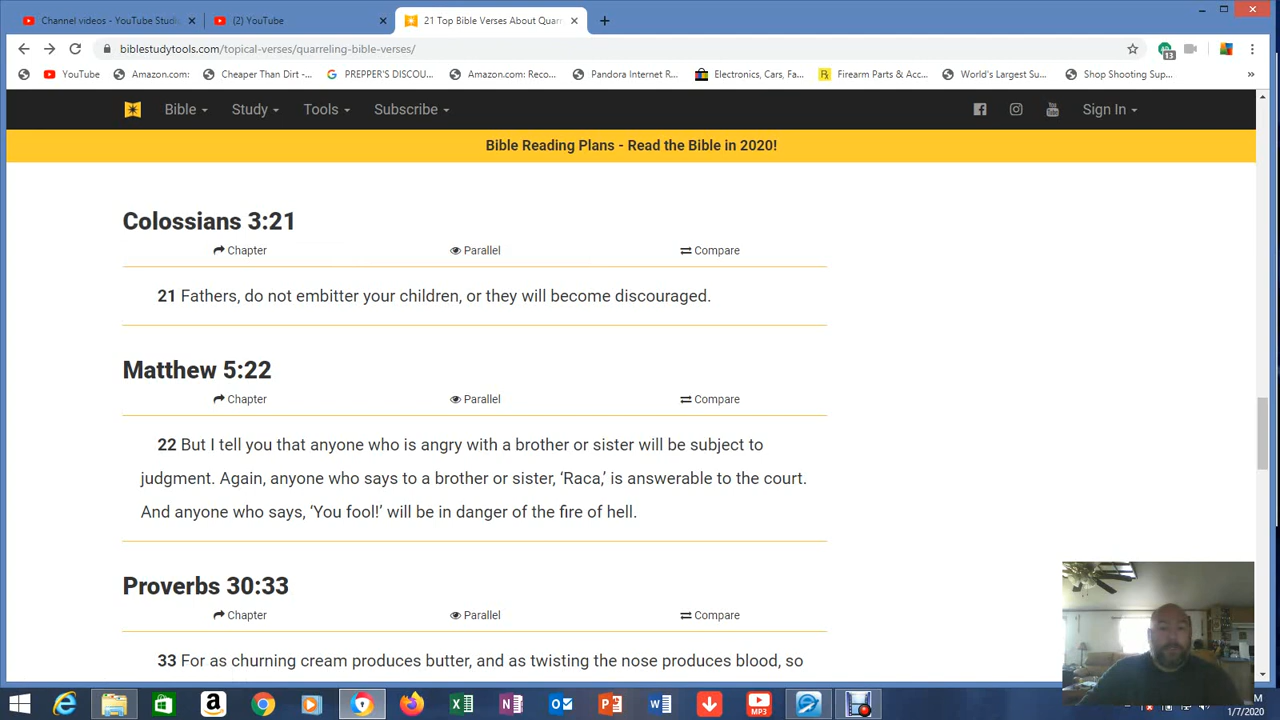 Channel videos - YouTube Studi
(2) YouTube
21 Top Bible Verses About Quarr
biblestudytools.com/topical-verses/quarreling-bible-verses/
13
YouTube
Amazon.com:
Cheaper Than Dirt -...
PREPPER'S DISCOU...
Amazon.com: Reco...
Pandora Internet R...
Electronics, Cars, Fa...
Firearm Parts & Acc...
World's Largest Su...
Shop Shooting Sup...
»
Bible Study Tools Subscribe Sign In
Bible Reading Plans - Read the Bible in 2020!
Colossians 3:21
Chapter Parallel Compare
21 Fathers, do not embitter your children, or they will become discouraged.
Matthew 5:22
Chapter Parallel Compare
22 But I tell you that anyone who is angry with a brother or sister will be subject to
judgment. Again, anyone who says to a brother or sister, ‘Raca,’ is answerable to the court.
And anyone who says, ‘You fool!’ will be in danger of the fire of hell.
Proverbs 30:33
Chapter Parallel Compare
33 For as churning cream produces butter, and as twisting the nose produces blood, so
M
1/7/2020